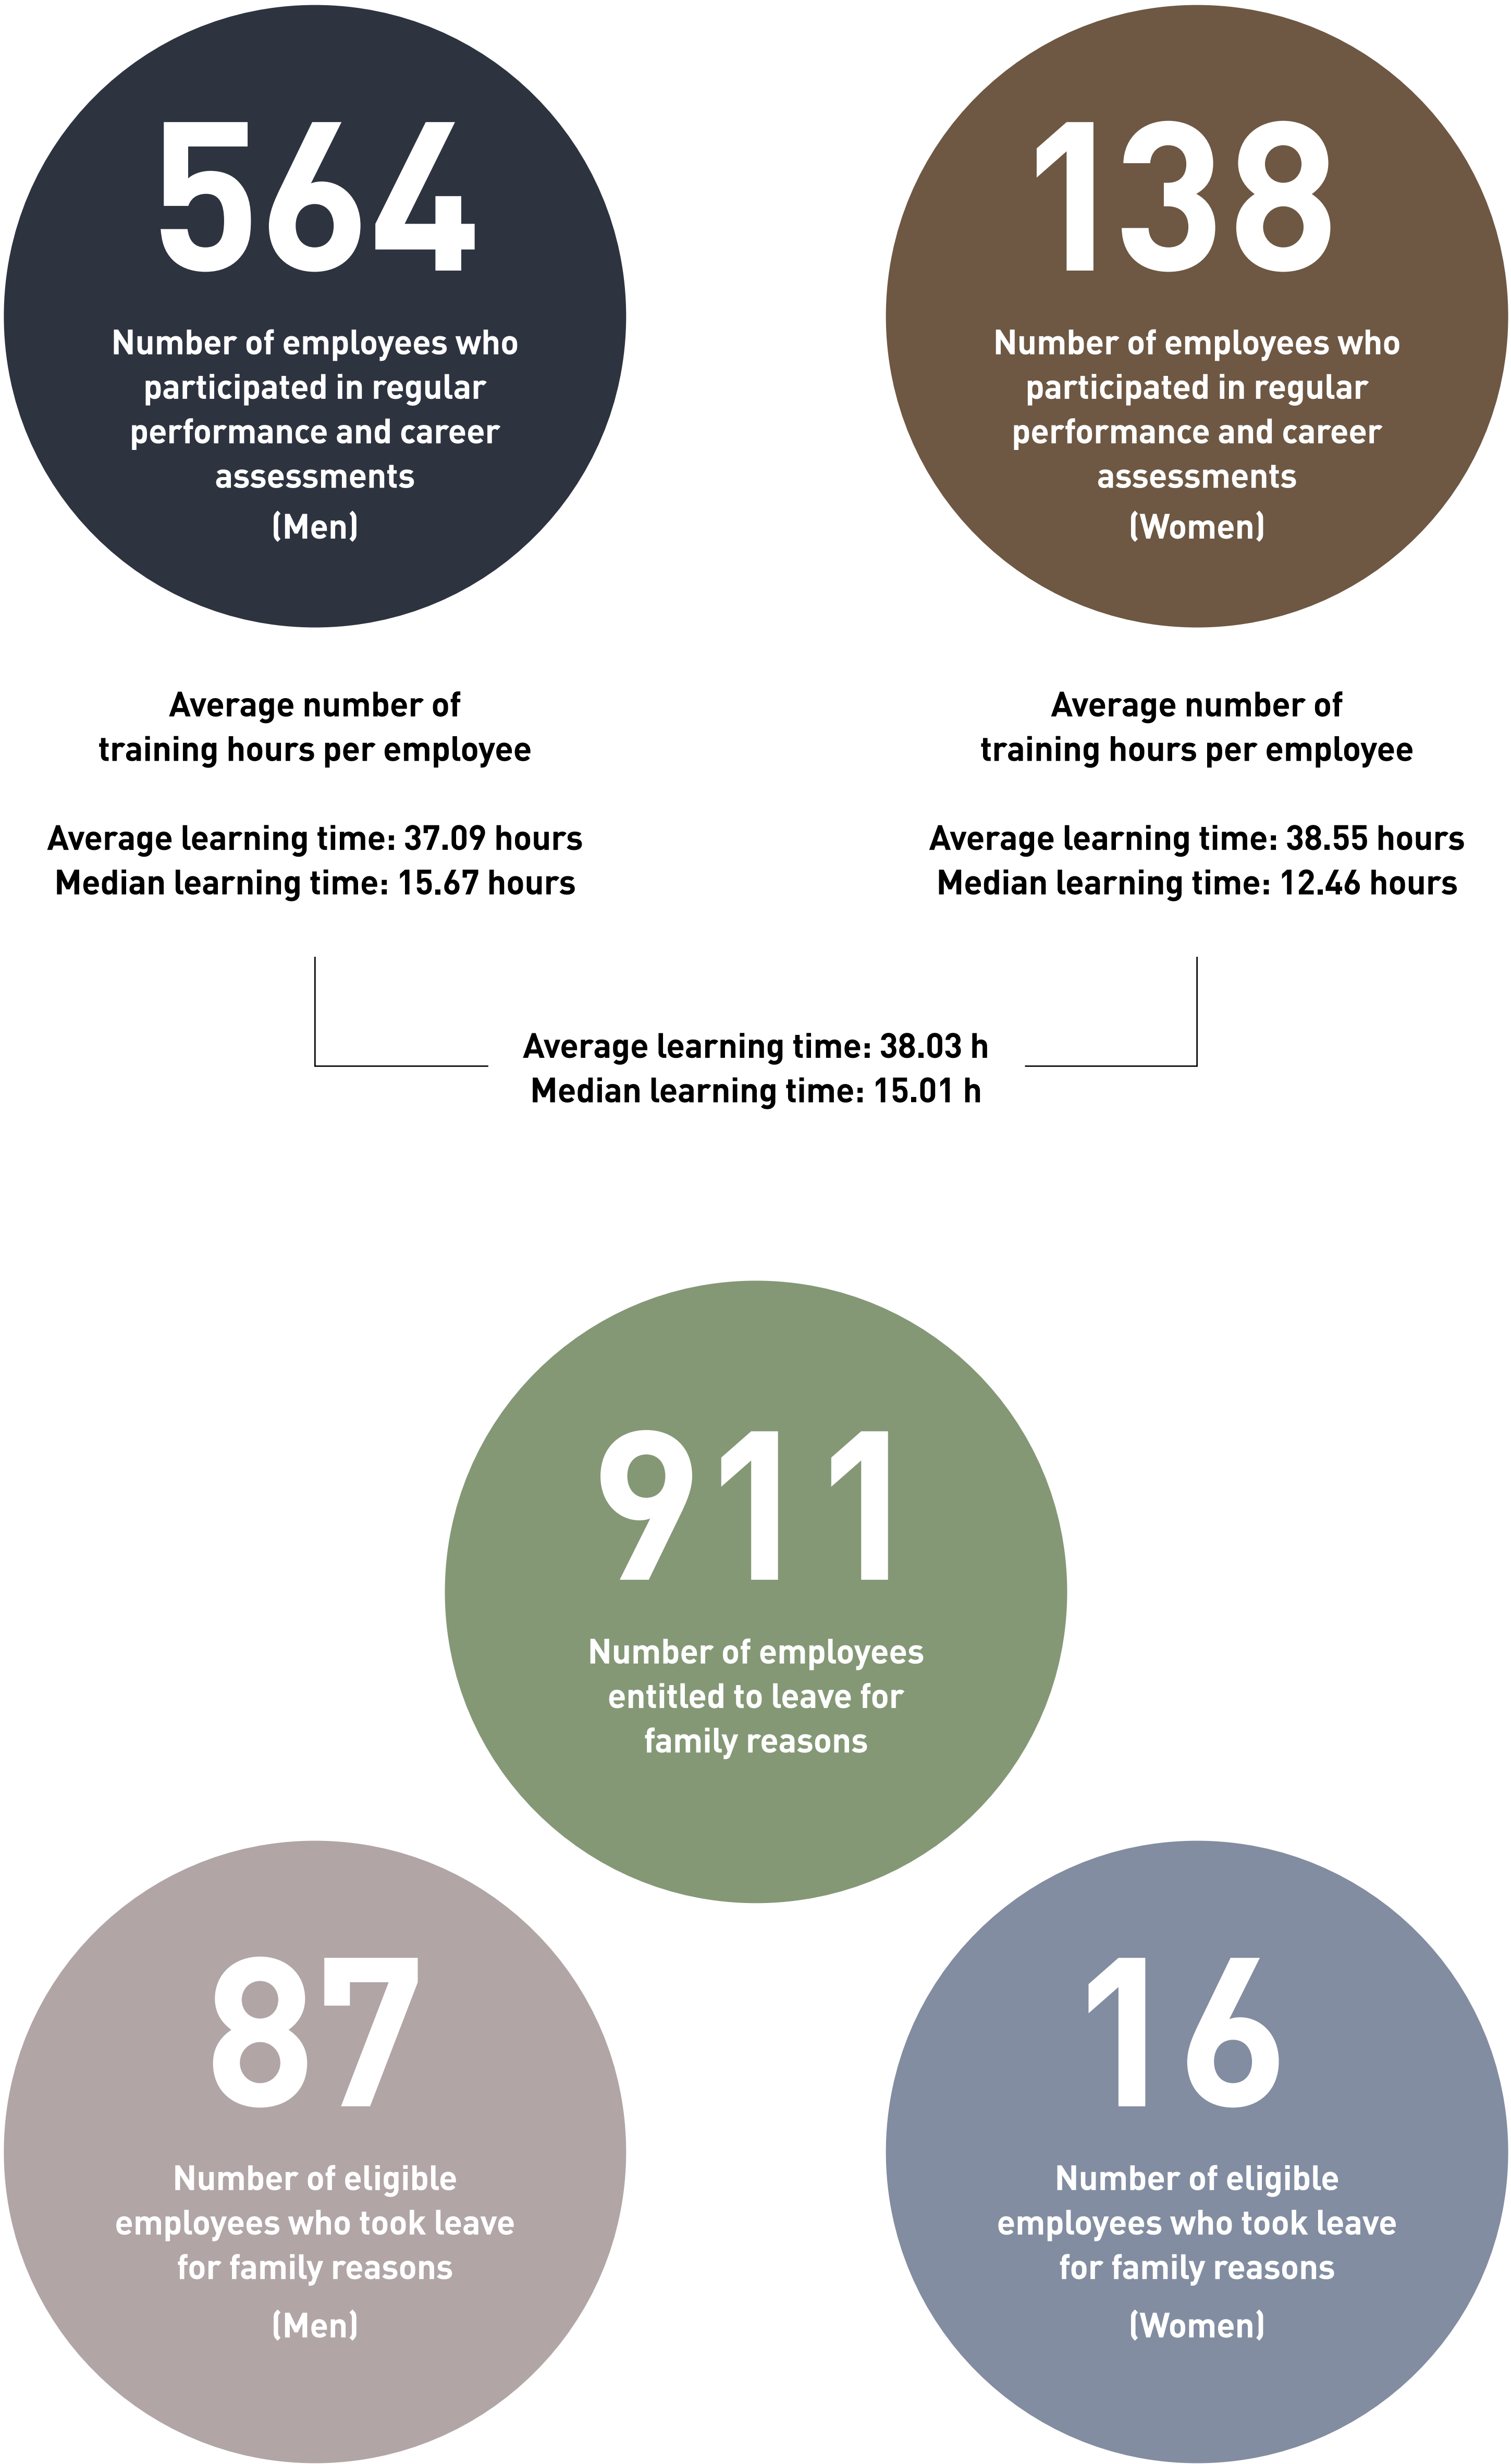 564
Number of employees who
participated in regular
performance and career
assessments
(Men)
138
Number of employees who
participated in regular
performance and career
assessments
(Women)
Average number of
training hours per employee
Average learning time: 37.09 hours
Median learning time: 15.67 hours
Average number of
training hours per employee
Average learning time: 38.55 hours
Median learning time: 12.46 hours
Average learning time: 38.03 h
Median learning time: 15.01 h
911
Number of employees
entitled to leave for
family reasons
87
Number of eligible
employees who took leave
for family reasons
(Men)
16
Number of eligible
employees who took leave
for family reasons
(Women)